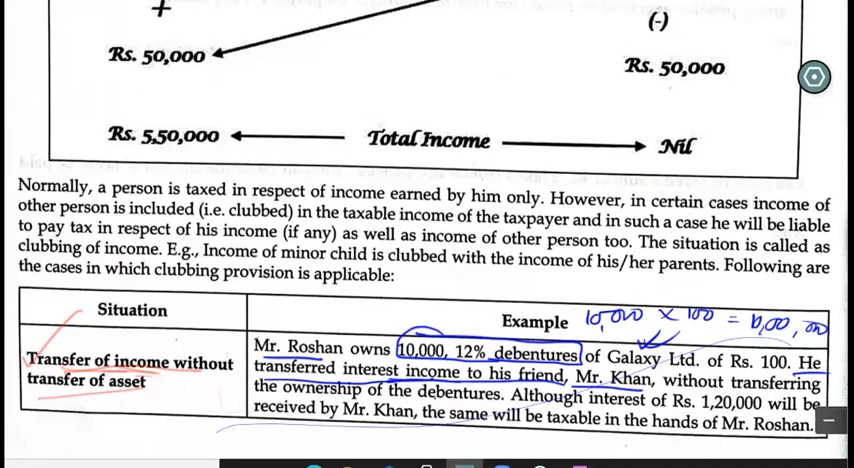 +
(-)
Rs. 50,000
Rs. 50,000
Rs. 5,50,000 Total Income Nil
Normally, a person is taxed in respect of income earned by him only. However, in certain cases income of
other person is included (i.e. clubbed) in the taxable income of the taxpayer and in such a case he will be liable
to pay tax in respect of his income (if any) as well as income of other person too. The situation is called as
clubbing of income. E.g., Income of minor child is clubbed with the income of his/her parents. Following are
the cases in which clubbing provision is applicable:
Situation
Example 10,000 x 100 = 10,00,000
Transfer of income without
transfer of asset
Mr. Roshan owns 10,000, 12% debentures of Galaxy Ltd. of Rs. 100. He
transferred interest income to his friend, Mr. Khan, without transferring
the ownership of the debentures. Although interest of Rs. 1,20,000 will be
received by Mr. Khan, the same will be taxable in the hands of Mr. Roshan.